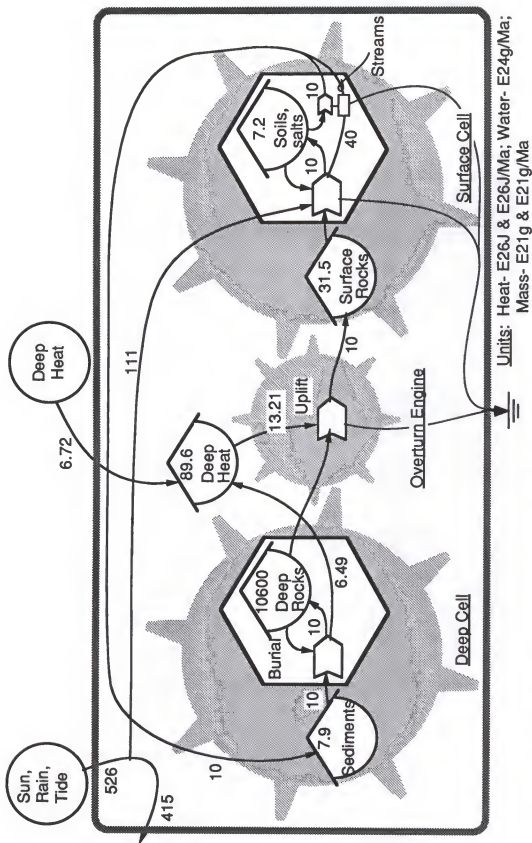 Sun,
Rain,
Tide
526
415
Deep
Heat
6.72
111
89.6
Deep
Heat
13.21
Uplift
Overturn Engine
10
7.9
Sediments
10
Burial
10600
Deep
Rocks
10
6.49
Deep Cell
10
31.5
Surface
Rocks
7.2
Soils,
salts
10
10
40
Streams
Surface Cell
Units: Heat- E26J & E26J/Ma; Water- E24g/Ma;
Mass- E21g & E21g/Ma